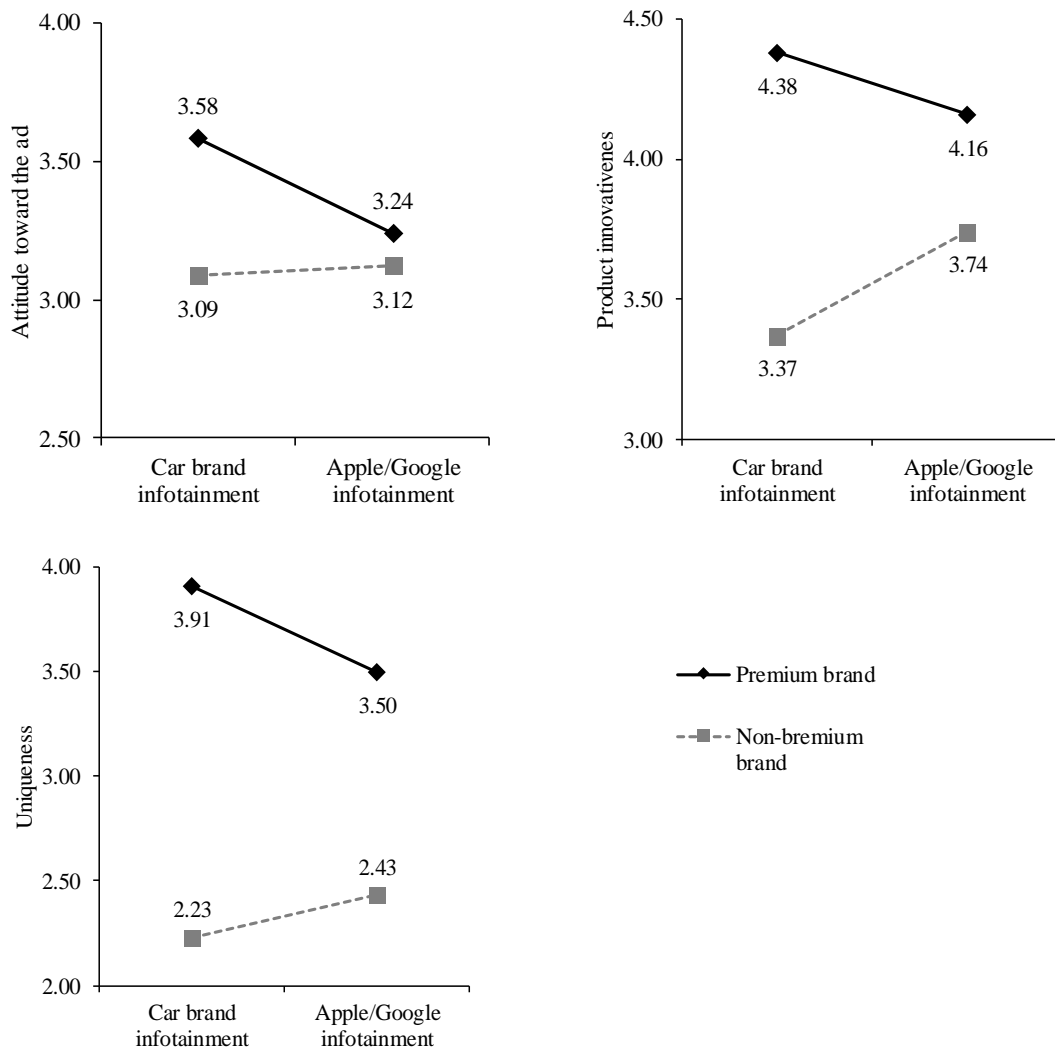 Attitude toward the ad
4.00
3.50
3.00
2.50
3.58
3.24
3.09
3.12
Car brand
infotainment
Apple/Google
infotainment
Product innovativenes
4.50
4.00
3.50
3.00
4.38
4.16
3.37
3.74
Car brand
infotainment
Apple/Google
infotainment
Uniqueness
4.00
3.50
3.00
2.50
2.00
3.91
3.50
2.23
2.43
Car brand
infotainment
Apple/Google
infotainment
Premium brand
Non-bremium
brand